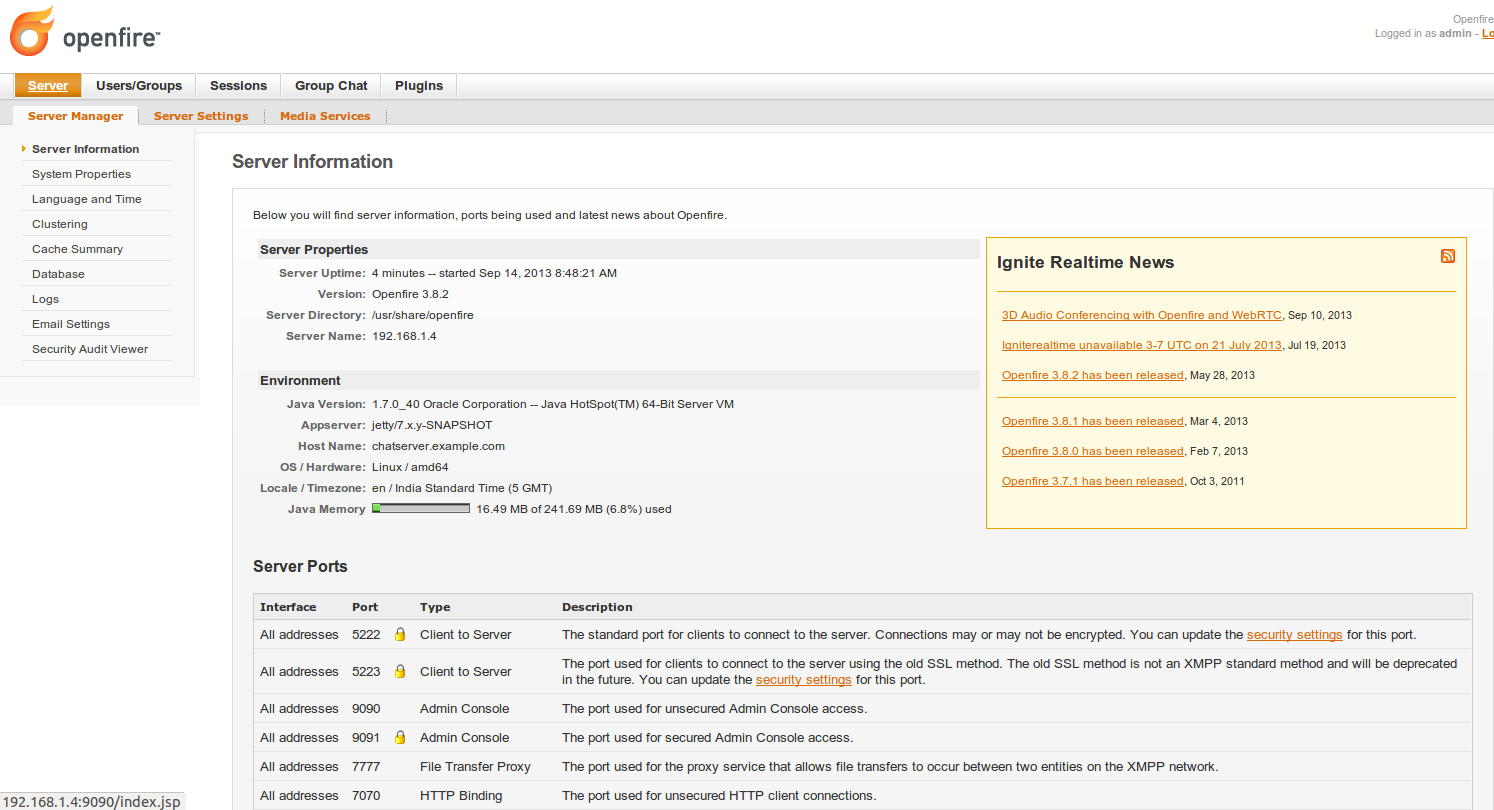 openfire™
Openfire
Logged in as admin - Lo
Server Users/Groups Sessions Group Chat Plugins
Server Manager Server Settings Media Services
Server Information
System Properties
Language and Time
Clustering
Cache Summary
Database
Logs
Email Settings
Security Audit Viewer
Server Information
Below you will find server information, ports being used and latest news about Openfire.
Server Properties
Server Uptime: 4 minutes -- started Sep 14, 2013 8:48:21 AM
Version: Openfire 3.8.2
Server Directory: /usr/share/openfire
Server Name: 192.168.1.4
Environment
Java Version: 1.7.0_40 Oracle Corporation -- Java HotSpot(TM) 64-Bit Server VM
Appserver: jetty/7.x.y-SNAPSHOT
Host Name: chatserver.example.com
OS / Hardware: Linux / amd64
Locale / Timezone: en / India Standard Time (5 GMT)
Java Memory 16.49 MB of 241.69 MB (6.8%) used
Ignite Realtime News
3D Audio Conferencing with Openfire and WebRTC, Sep 10, 2013
Igniterealtime unavailable 3-7 UTC on 21 July 2013, Jul 19, 2013
Openfire 3.8.2 has been released, May 28, 2013
Openfire 3.8.1 has been released, Mar 4, 2013
Openfire 3.8.0 has been released, Feb 7, 2013
Openfire 3.7.1 has been released, Oct 3, 2011
Server Ports
Interface Port Type Description
All addresses 5222 Client to Server The standard port for clients to connect to the server. Connections may or may not be encrypted. You can update the security settings for this port.
All addresses 5223 Client to Server The port used for clients to connect to the server using the old SSL method. The old SSL method is not an XMPP standard method and will be deprecated
in the future. You can update the security settings for this port.
All addresses 9090 Admin Console The port used for unsecured Admin Console access.
All addresses 9091 Admin Console The port used for secured Admin Console access.
All addresses 7777 File Transfer Proxy The port used for the proxy service that allows file transfers to occur between two entities on the XMPP network.
All addresses 7070 HTTP Binding The port used for unsecured HTTP client connections.
192.168.1.4:9090/index.jsp